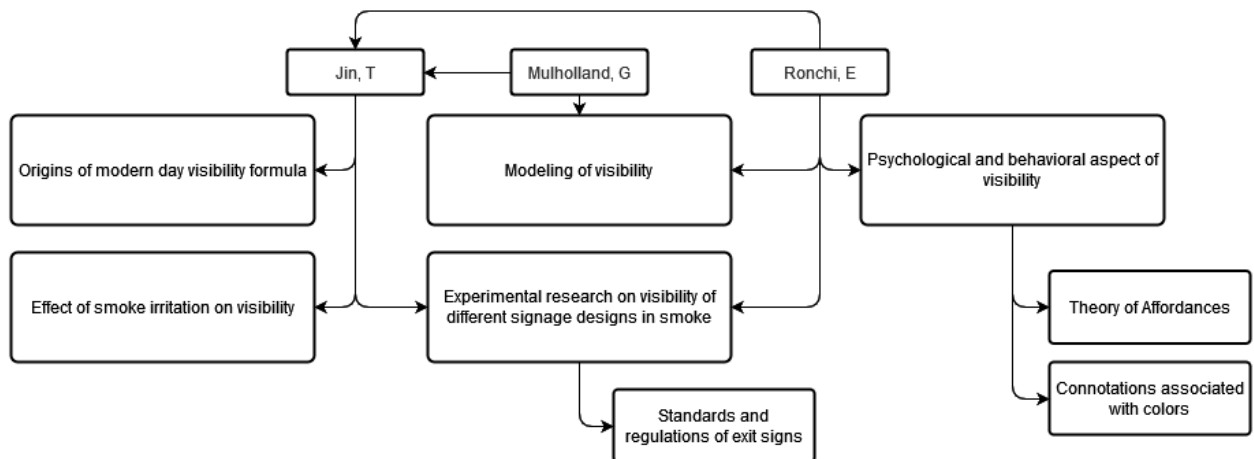 Jin, T
Mulholland, G
Ronchi, E
Origins of modern day visibility formula
Modeling of visibility
Psychological and behavioral aspect of
visibility
Effect of smoke irritation on visibility
Experimental research on visibility of
different signage designs in smoke
Theory of Affordances
Connotations associated
with colors
Standards and
regulations of exit signs